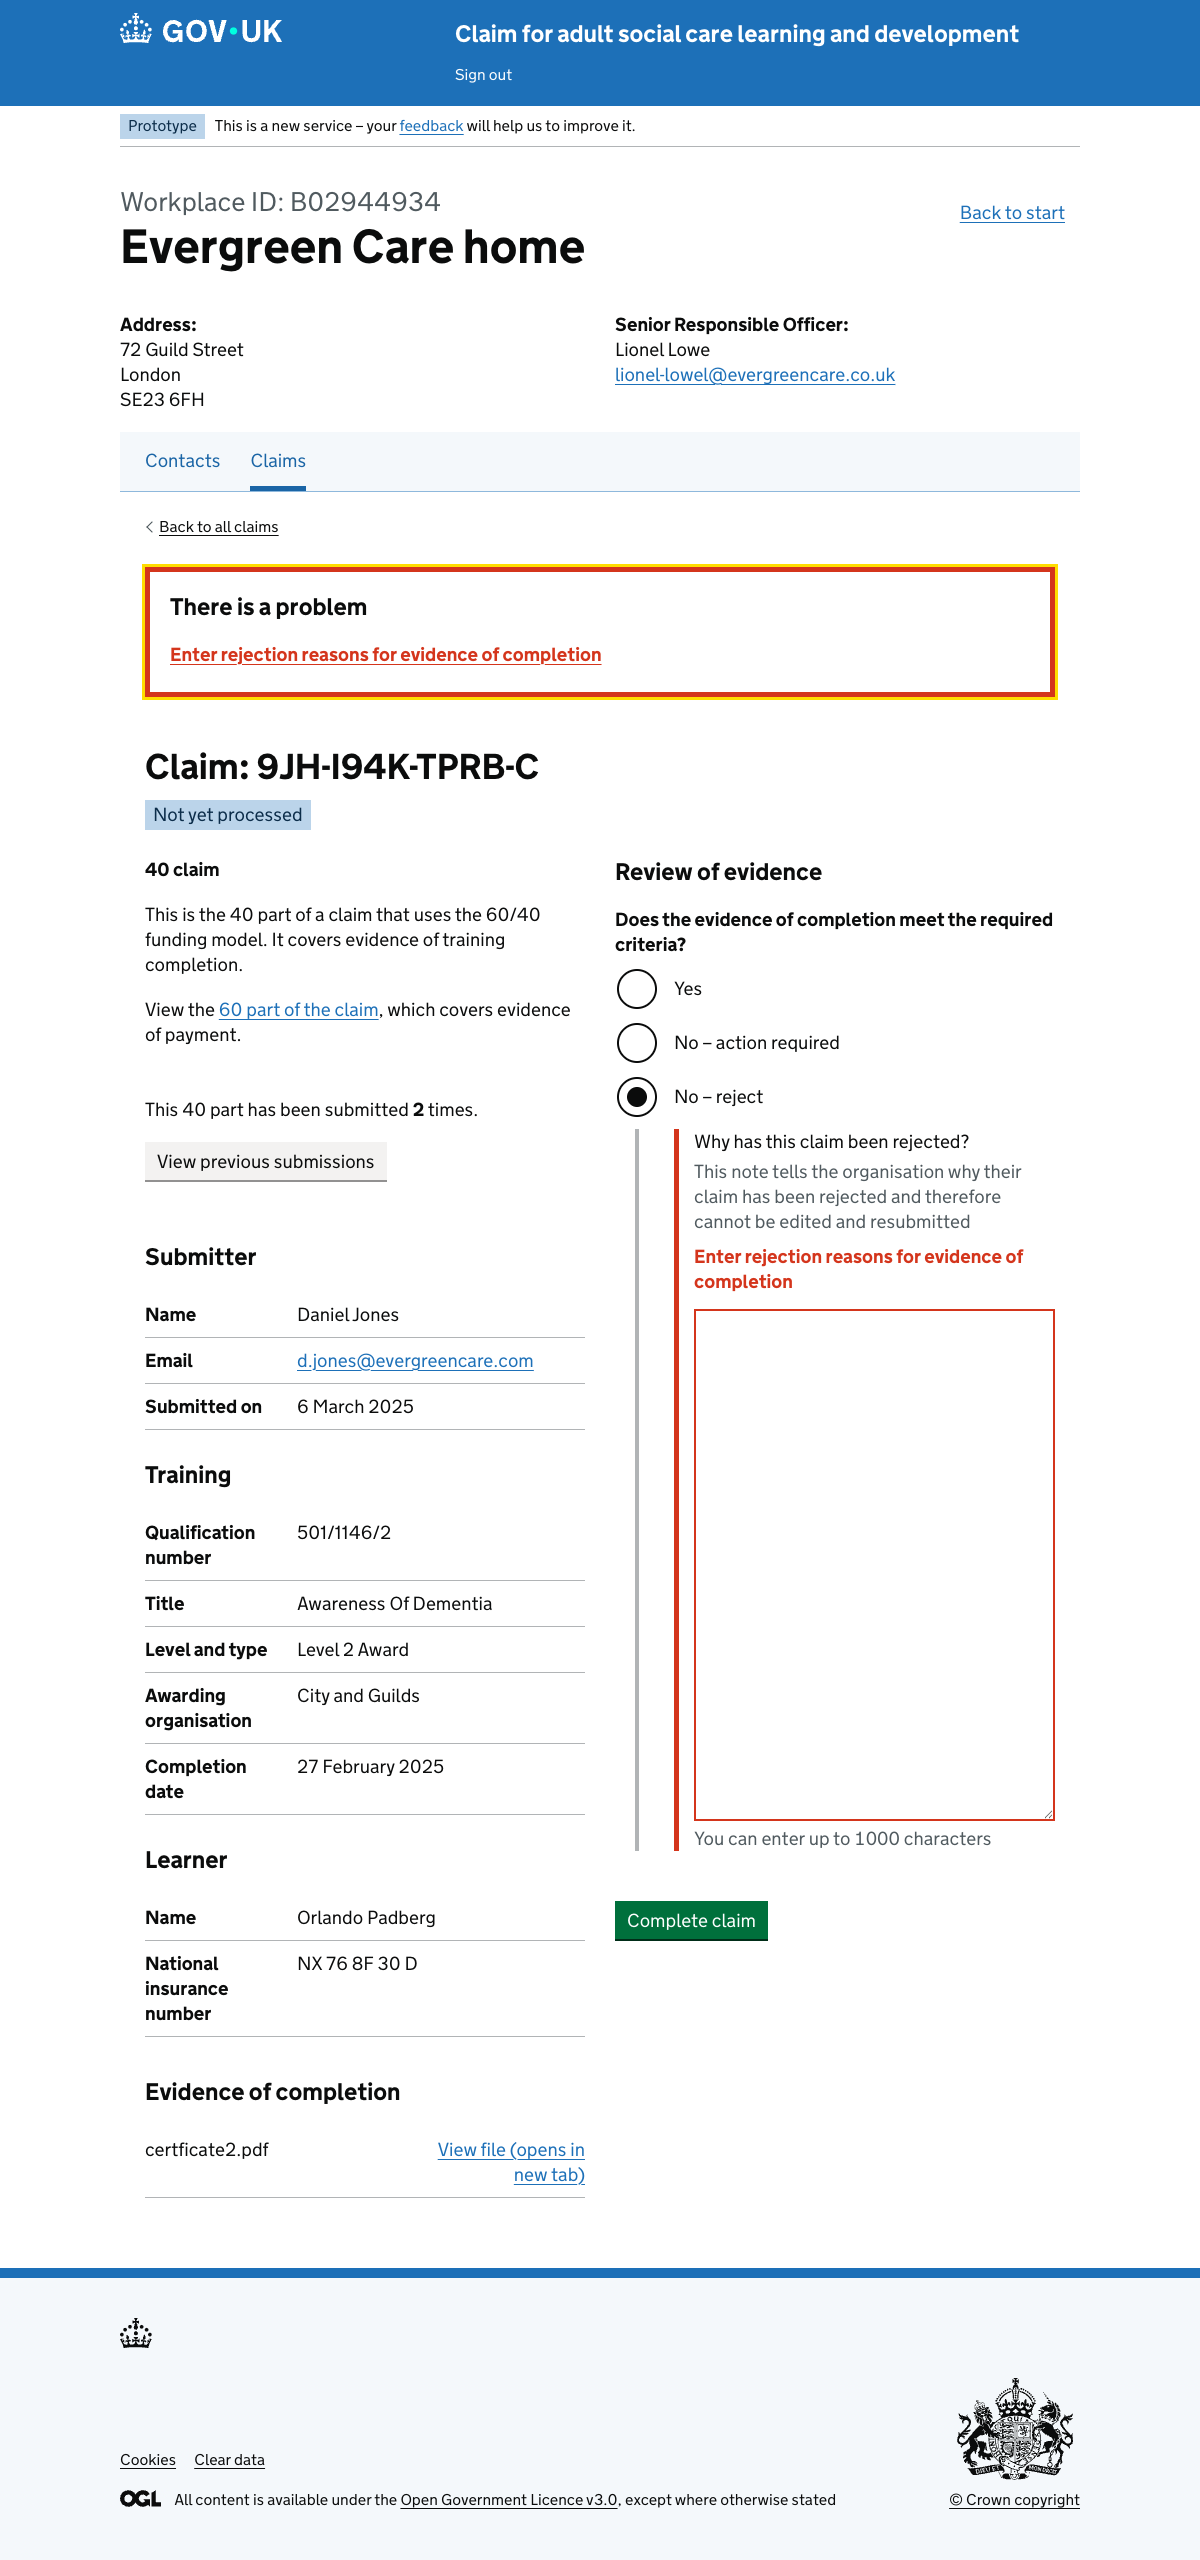 GOV·UK
Claim for adult social care learning and development
Sign out
Prototype
This is a new service – your feedback will help us to improve it.
Workplace ID: B02944934
Back to start
Evergreen Care home
Address:
72 Guild Street
London
SE23 6FH
Senior Responsible Officer:
Lionel Lowe
lionel-lowel@evergreencare.co.uk
Contacts
Claims
Back to all claims
There is a problem
Enter rejection reasons for evidence of completion
Claim: 9JH-I94K-TPRB-C
Not yet processed
40 claim
This is the 40 part of a claim that uses the 60/40
funding model. It covers evidence of training
completion.
View the 60 part of the claim, which covers evidence
of payment.
This 40 part has been submitted 2 times.
View previous submissions
Submitter
Name Daniel Jones
Email d.jones@evergreencare.com
Submitted on 6 March 2025
Training
Qualification 501/1146/2
number
Title Awareness Of Dementia
Level and type Level 2 Award
Awarding City and Guilds
organisation
Completion 27 February 2025
date
Learner
Name Orlando Padberg
National NX 76 8F 30 D
insurance
number
Evidence of completion
certficate2.pdf View file (opens in
new tab)
Review of evidence
Does the evidence of completion meet the required
criteria?
Yes
No – action required
No – reject
Why has this claim been rejected?
This note tells the organisation why their
claim has been rejected and therefore
cannot be edited and resubmitted
Enter rejection reasons for evidence of
completion
You can enter up to 1000 characters
Complete claim
Cookies
Clear data
OGL
All content is available under the Open Government Licence v3.0, except where otherwise stated
© Crown copyright